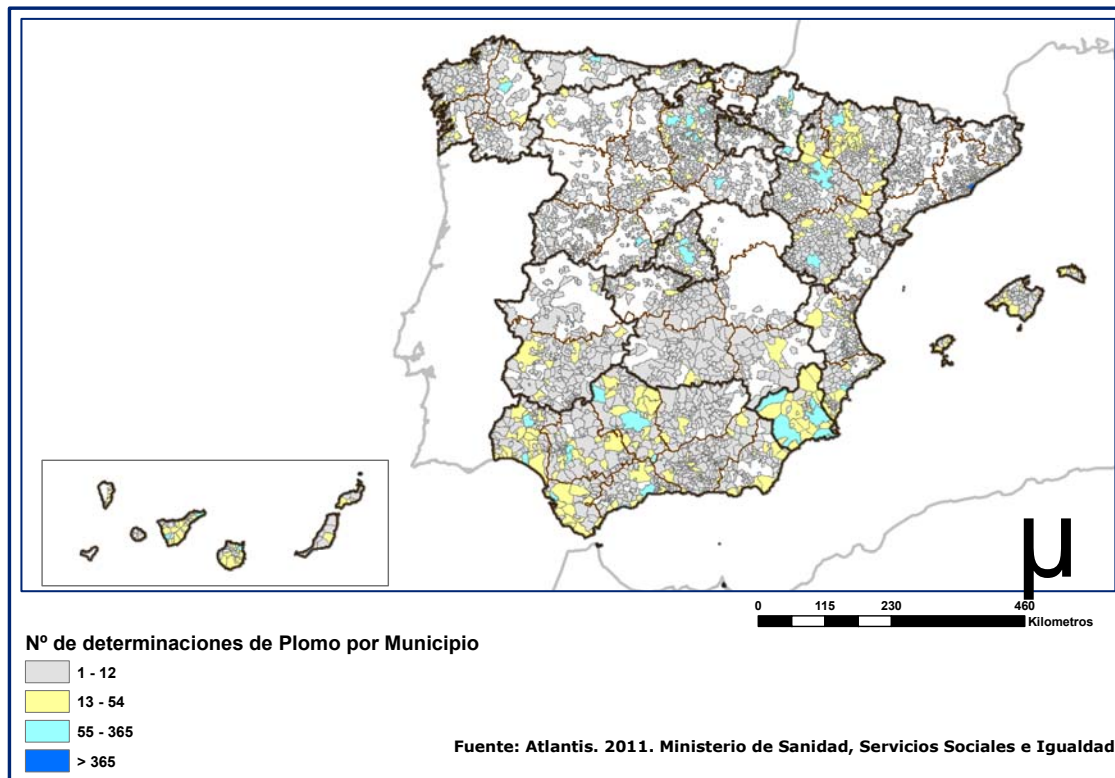 µ
0 115 230 460
Kilometros
Nº de determinaciones de Plomo por Municipio
1 - 12
13 - 54
55 - 365
> 365
Fuente: Atlantis. 2011. Ministerio de Sanidad, Servicios Sociales e Igualdad